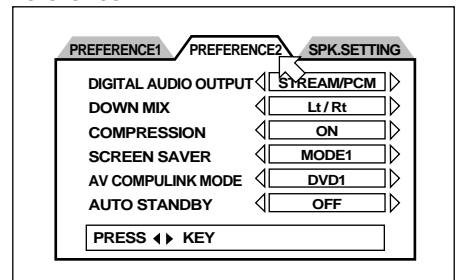 PREFERENCE1 PREFERENCE2 SPK.SETTING
DIGITAL AUDIO OUTPUT STREAM/PCM
DOWN MIX Lt / Rt
COMPRESSION ON
SCREEN SAVER MODE1
AV COMPULINK MODE DVD1
AUTO STANDBY OFF
PRESS KEY